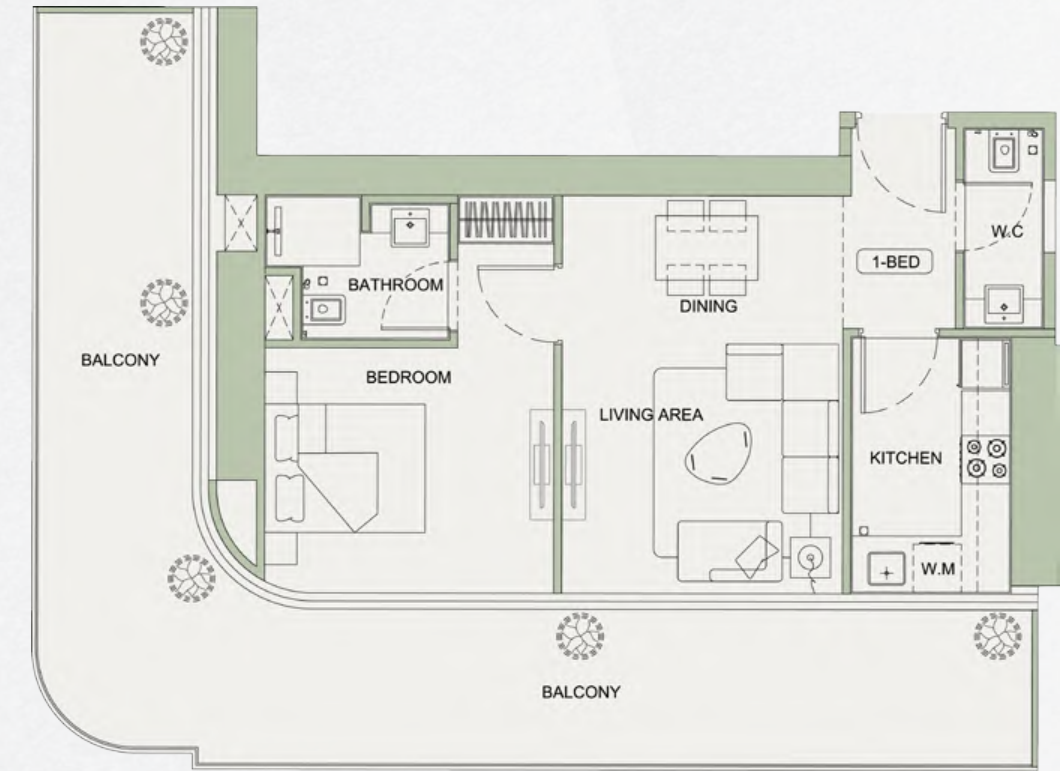 W.C
1-BED
BATHROOM
DINING
BALCONY
BEDROOM
LIVING AREA
KITCHEN
W.M
BALCONY